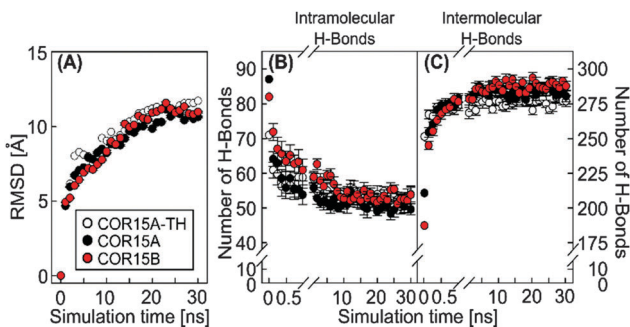 Intramolecular Intermolecular
H-Bonds H-Bonds
(A) (B) (C)
RMSD [Å]
15
10
5
0
COR15A-TH
COR15A
COR15B
0 10 20 30
Simulation time [ns]
Number of H-Bonds
90
80
70
60
50
40
10
0
0 0.5 10 20 30
0 0.5 10 20 30
Simulation time [ns]
300
275
250
225
200
175
10
0
Number of H-Bonds